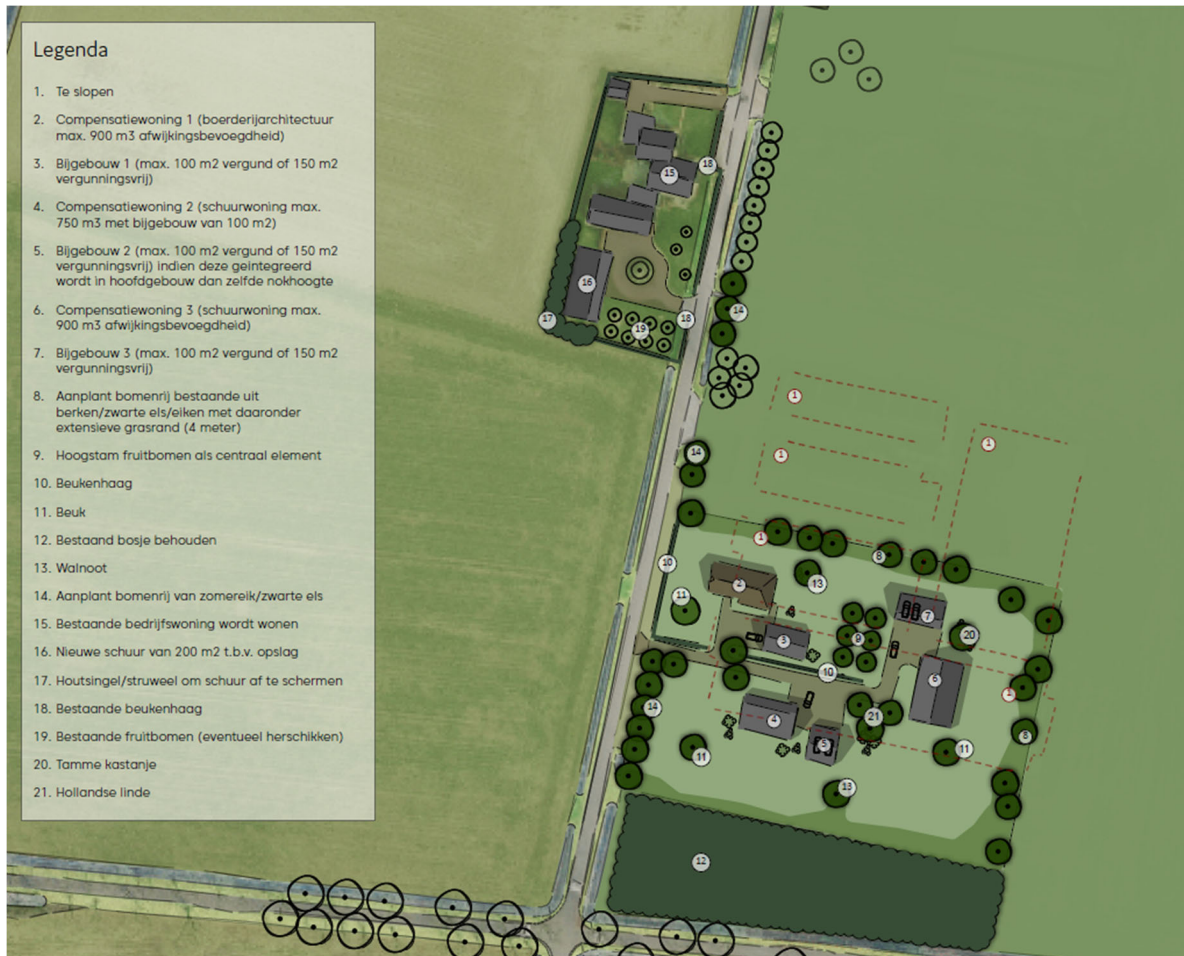 Legenda
1. Te slopen
2. Compensatiewoning 1 (boerderijarchitectuur
max. 900 m3 afwijkingsbevoegdheid)
3. Bijgebouw 1 (max. 100 m2 vergund of 150 m2
vergunningsvrij)
4. Compensatiewoning 2 (schuurwoning max.
750 m3 met bijgebouw van 100 m2)
5. Bijgebouw 2 (max. 100 m2 vergund of 150 m2
vergunningsvrij) indien deze geintegreerd
wordt in hoofdgebouw dan zelfde nokhoogte
6. Compensatiewoning 3 (schuurwoning max.
900 m3 afwijkingsbevoegdheid)
7. Bijgebouw 3 (max. 100 m2 vergund of 150 m2
vergunningsvrij)
8. Aanplant bomenrij bestaande uit
berken/zwarte els/eiken met daaronder
extensieve grasrand (4 meter)
9. Hoogstam fruitbomen als centraal element
10. Beukenhaag
11. Beuk
12. Bestaand bosje behouden
13. Walnoot
14. Aanplant bomenrij van zomereik/zwarte els
15. Bestaande bedrijfswoning wordt wonen
16. Nieuwe schuur van 200 m2 t.b.v. opslag
17. Houtsingel/struweel om schuur af te schermen
18. Bestaande beukenhaag
19. Bestaande fruitbomen (eventueel herschikken)
20. Tamme kastanje
21. Hollandse linde
18
15
16
14
17
19
18
1
1
1
14
1
8
10
2
13
11
7
3
9
20
10
6
1
14
4
21
8
5
11
11
13
12